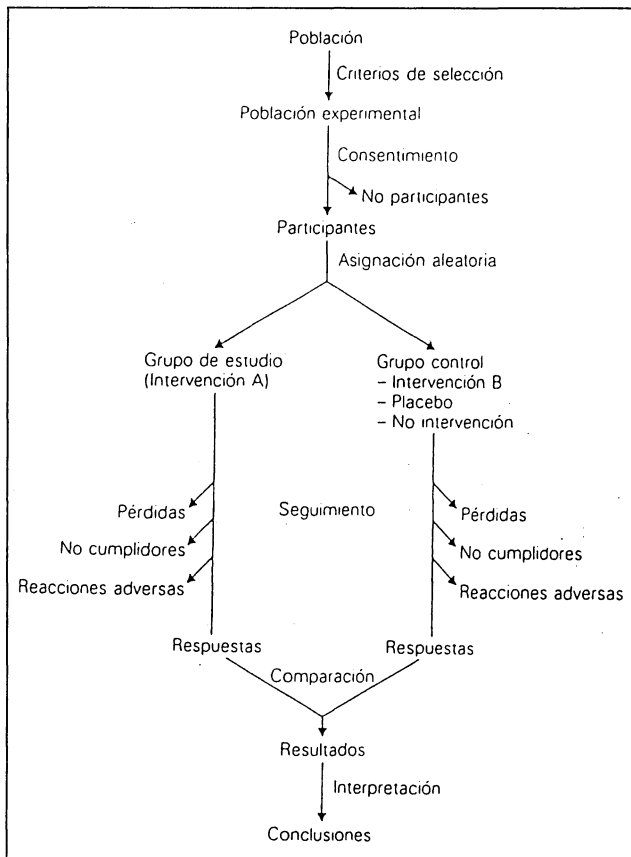 Población
Criterios de selección
Población experimental
Consentimiento
No participantes
Participantes
Asignación aleatoria
Grupo de estudio
(Intervención A)
Grupo control
– Intervención B
– Placebo
– No intervención
Seguimiento
Pérdidas
No cumplidores
Reacciones adversas
Pérdidas
No cumplidores
Reacciones adversas
Respuestas
Respuestas
Comparación
Resultados
Interpretación
Conclusiones